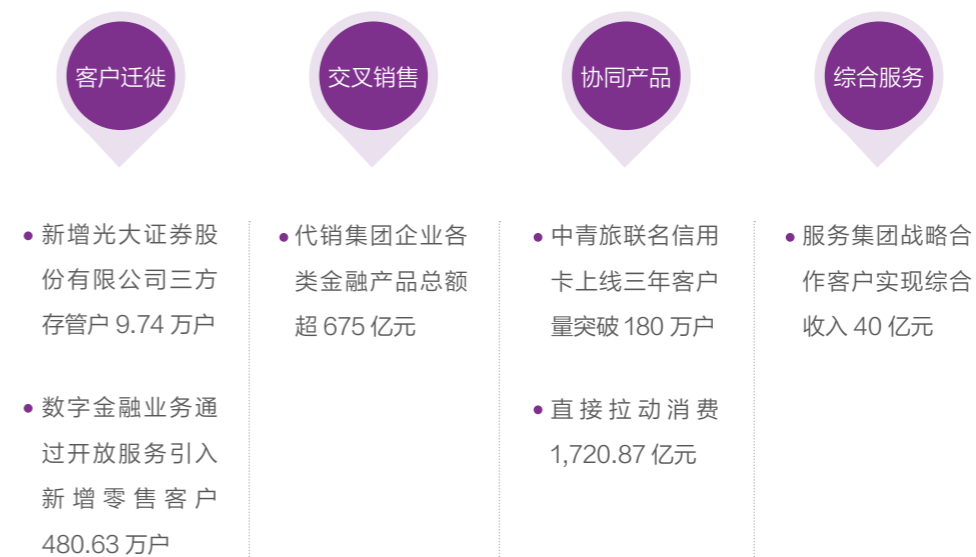 客户迁徙
交叉销售
协同产品
综合服务
新增光大证券股
份有限公司三方
存管户 9.74 万户
数字金融业务通
过开放服务引入
新增零售客户
480.63 万户
代销集团企业各
类金融产品总额
超 675 亿元
中青旅联名信用
卡上线三年客户
量突破 180 万户
直接拉动消费
1,720.87 亿元
服务集团战略合
作客户实现综合
收入 40 亿元